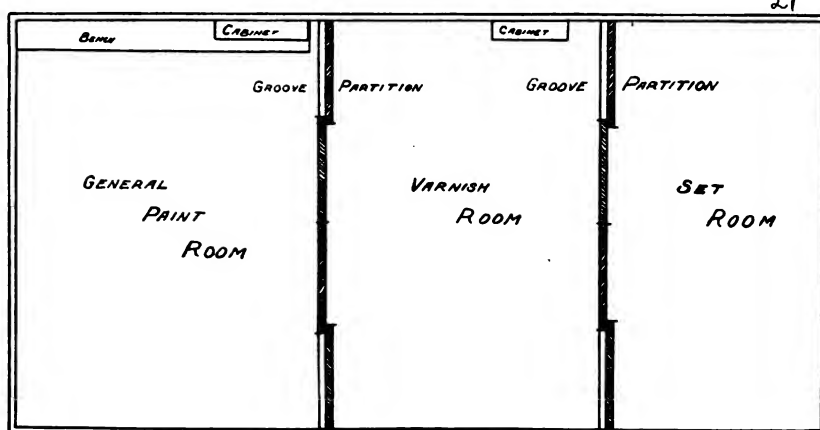 21
BENCH
CABINET
CABINET
GROOVE PARTITION
GROOVE PARTITION
GENERAL
PAINT
ROOM
VARNISH
ROOM
SET
ROOM